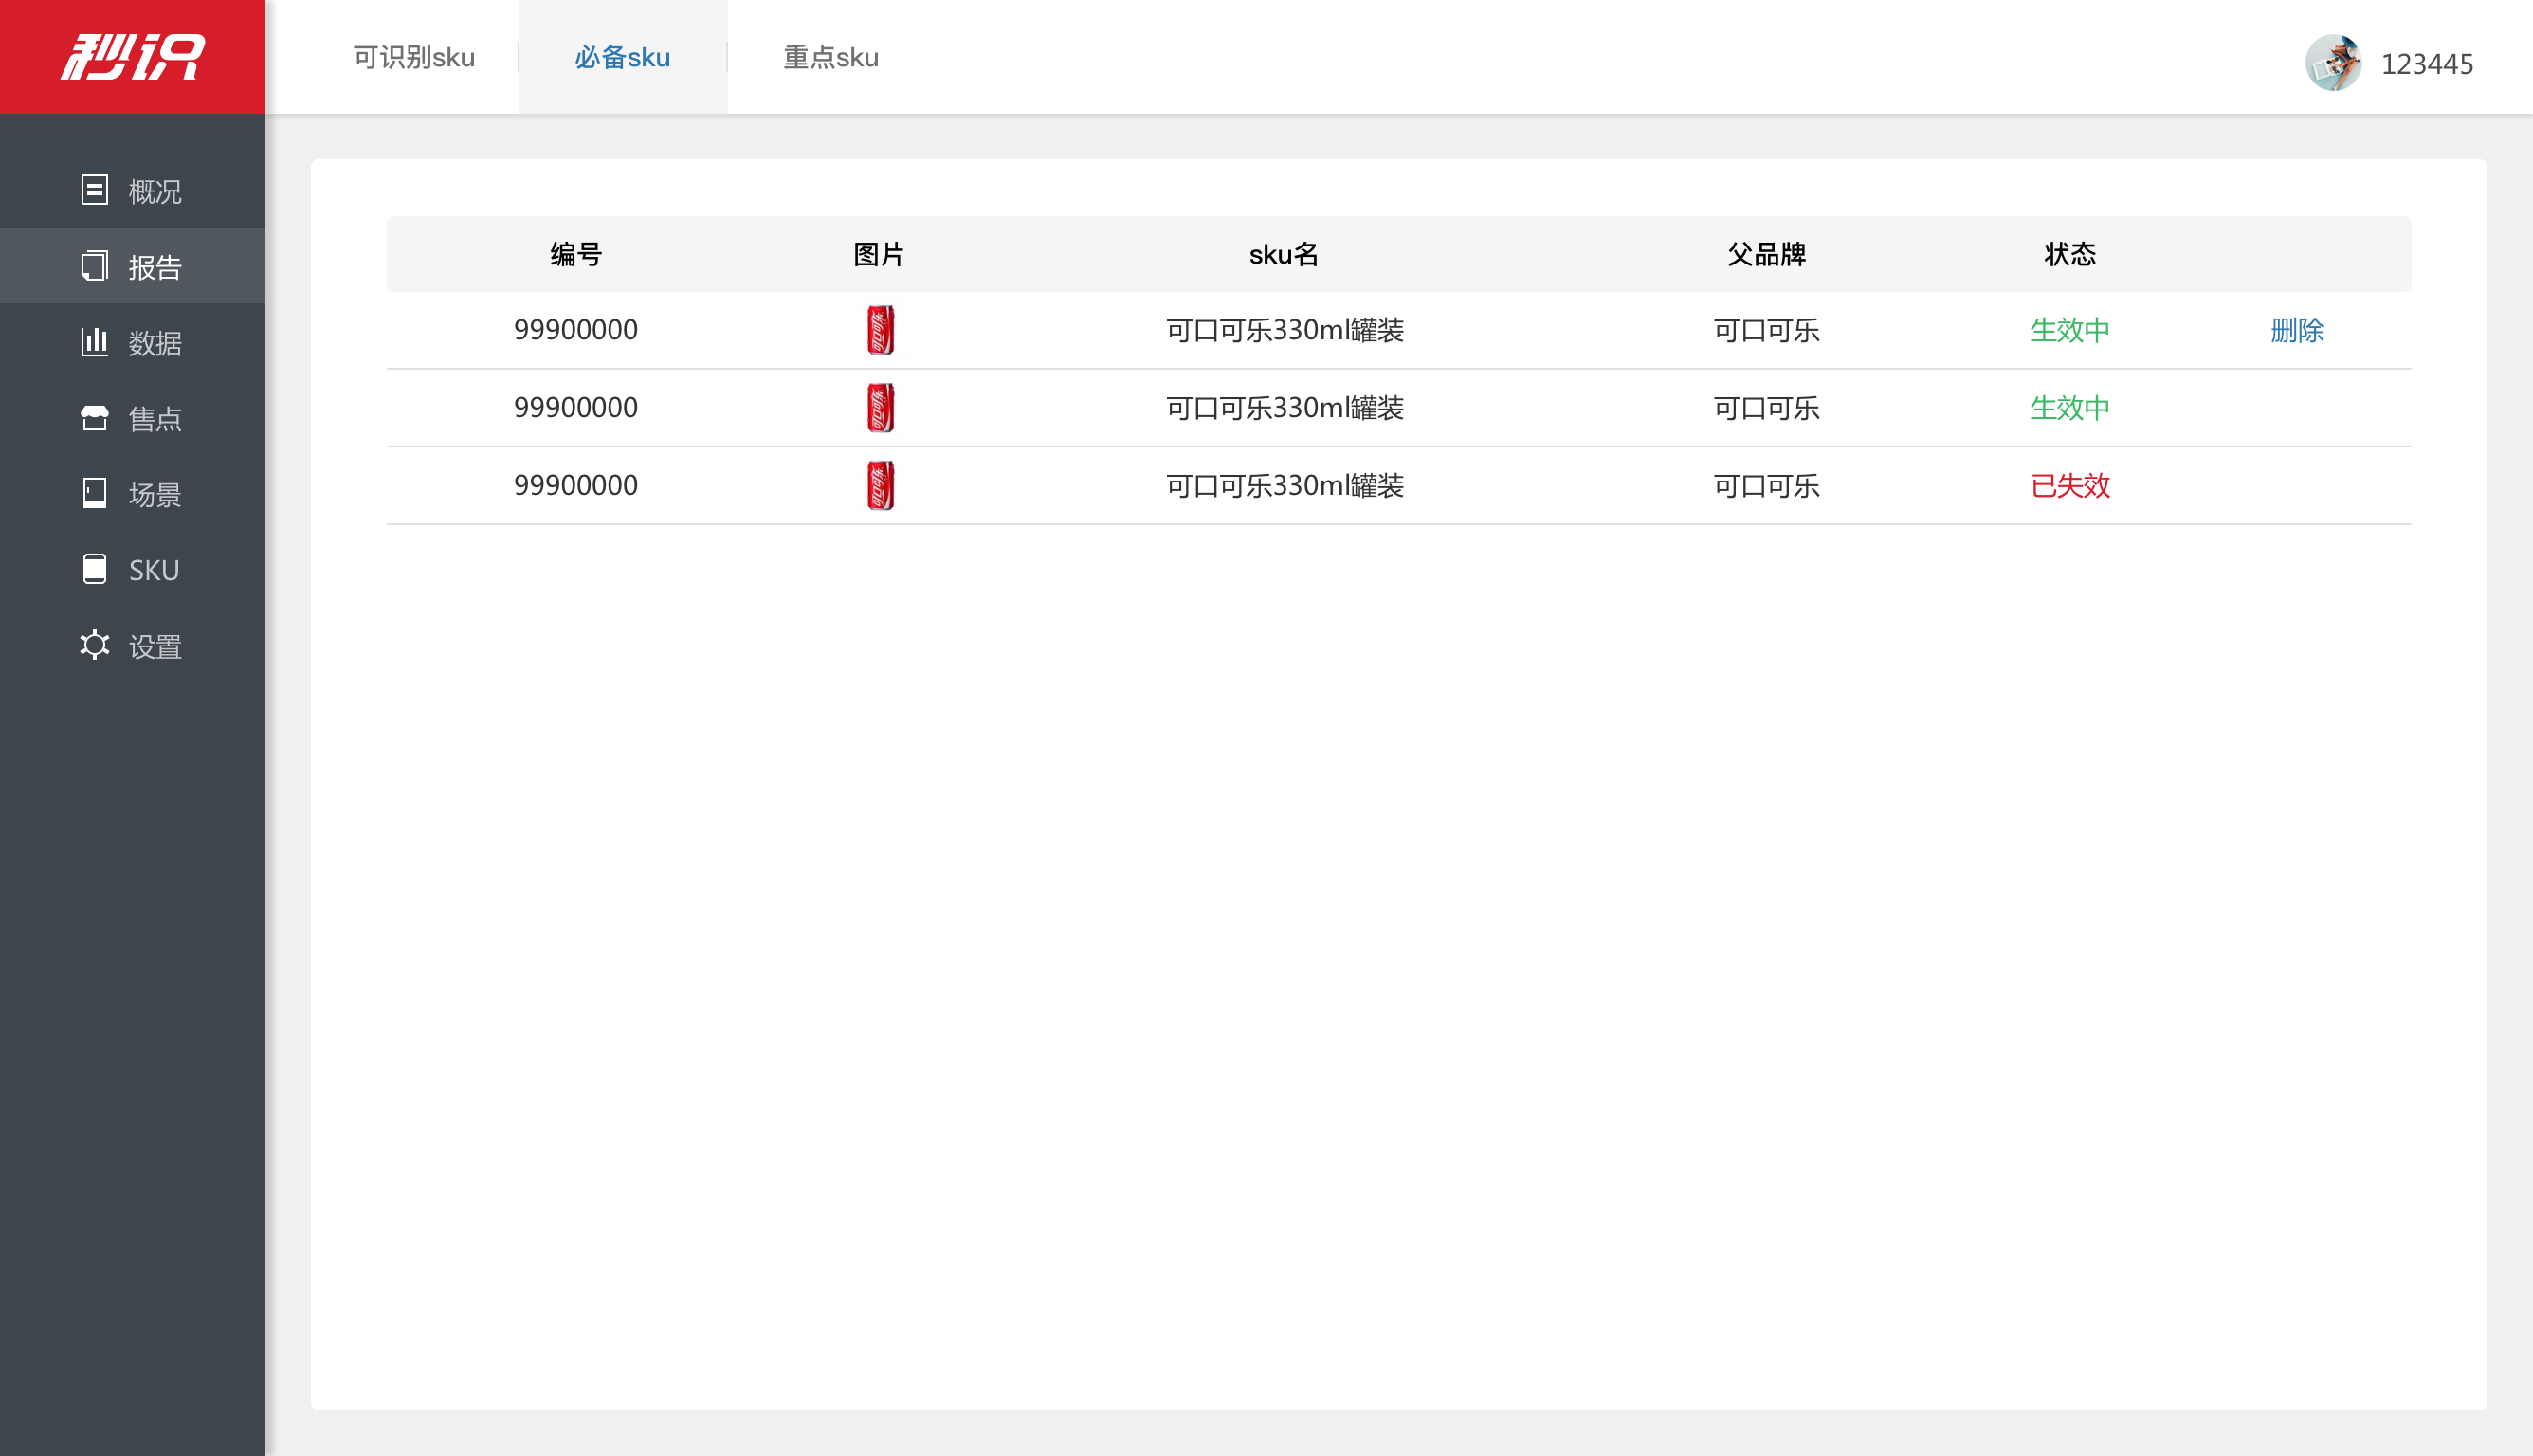 秒识
可识别sku
必备sku
重点sku
123445
概况
报告
数据
售点
场景
SKU
设置
编号 图片 sku名 父品牌 状态
99900000 可口可乐330ml罐装 可口可乐 生效中 删除
99900000 可口可乐330ml罐装 可口可乐 生效中
99900000 可口可乐330ml罐装 可口可乐 已失效